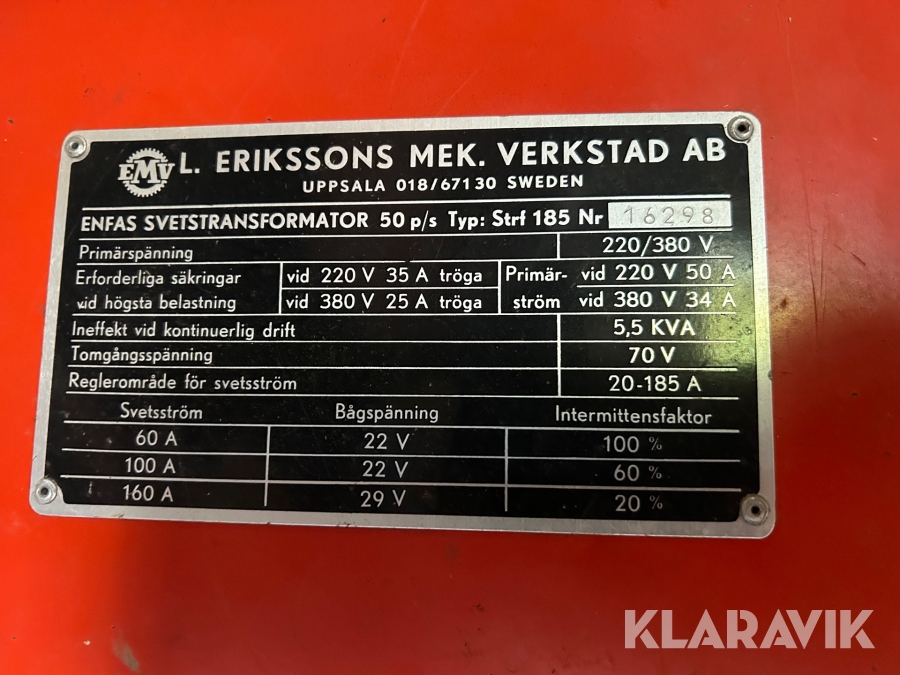 EMV L. ERIKSSONS MEK. VERKSTAD AB
UPPSALA 018/67130 SWEDEN
ENFAS SVETSTRANSFORMATOR 50 p/s Typ: Strf 185 Nr 16298
Primärspänning 220/380 V
Erforderliga säkringar vid 220 V 35 A tröga Primär- vid 220 V 50 A
vid högsta belastning vid 380 V 25 A tröga ström vid 380 V 34 A
Ineffekt vid kontinuerlig drift 5,5 KVA
Tomgångsspänning 70 V
Reglerområde för svetsström 20-185 A
Svetsström Bågspänning Intermittensfaktor
60 A 22 V 100 %
100 A 22 V 60 %
160 A 29 V 20 %
KLARAVIK